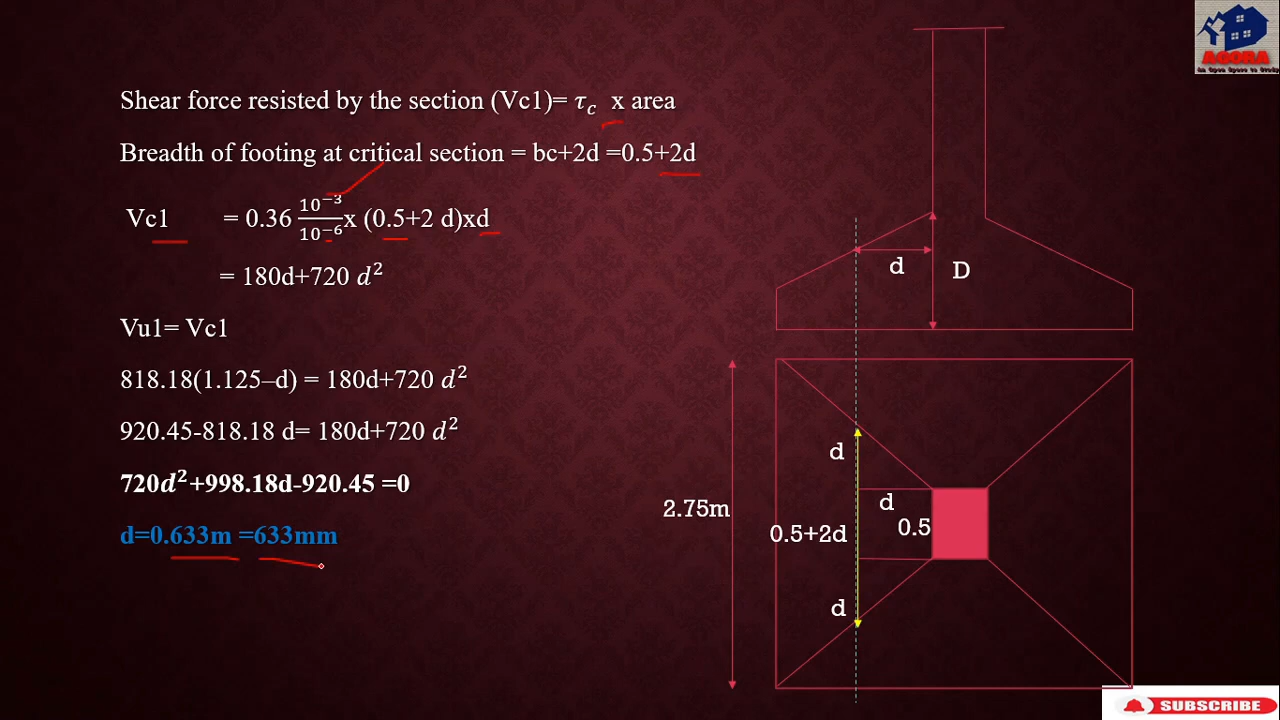 Shear force resisted by the section (Vc1)= τc x area
Breadth of footing at critical section = bc+2d =0.5+2d
Vc1 = 0.36 10⁻³/10⁻⁶ x (0.5+2 d)xd
= 180d+720 d²
Vu1= Vc1
818.18(1.125–d) = 180d+720 d²
920.45-818.18 d= 180d+720 d²
720d²+998.18d-920.45 =0
d=0.633m =633mm
AOORA
d
D
d
d
2.75m
0.5
0.5+2d
d
SUBSCRIBE